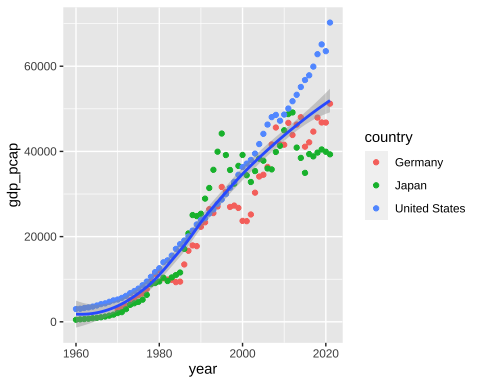 60000
40000
20000
0
gdp_pcap
1960
1980
2000
2020
year
country
Germany
Japan
United States